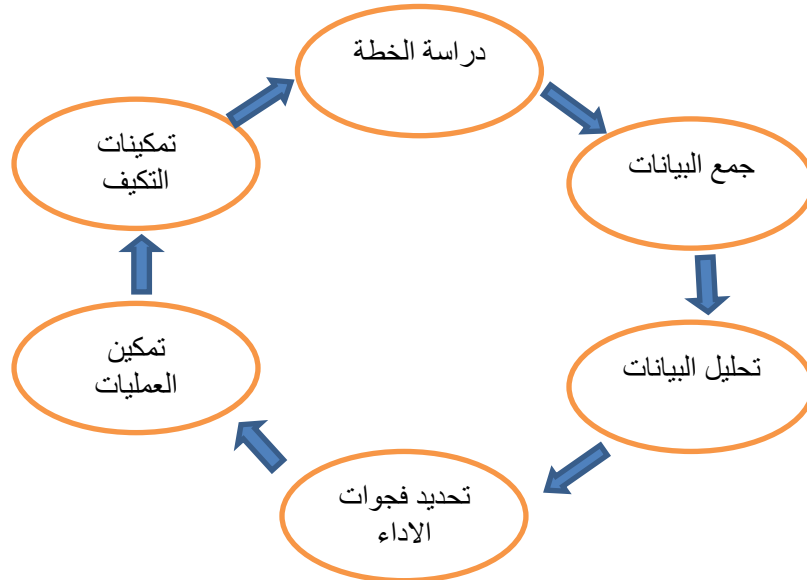 دراسة الخطة
جمع البيانات
تحليل البيانات
تحديد فجوات
الاداء
تمكين
العمليات
تمكينات
التكيف